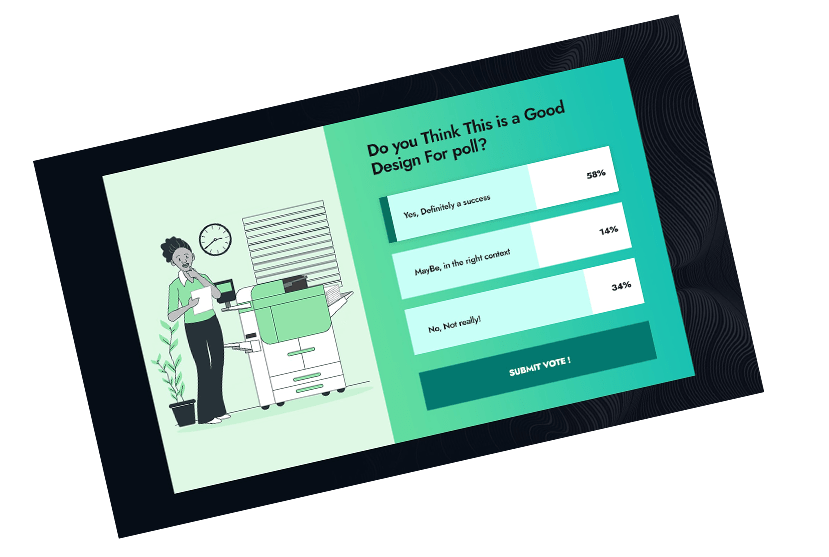 Do you Think This is a Good
Design For poll?
Yes, Definitely a success
58%
MayBe, in the right context
14%
No, Not really!
34%
SUBMIT VOTE !